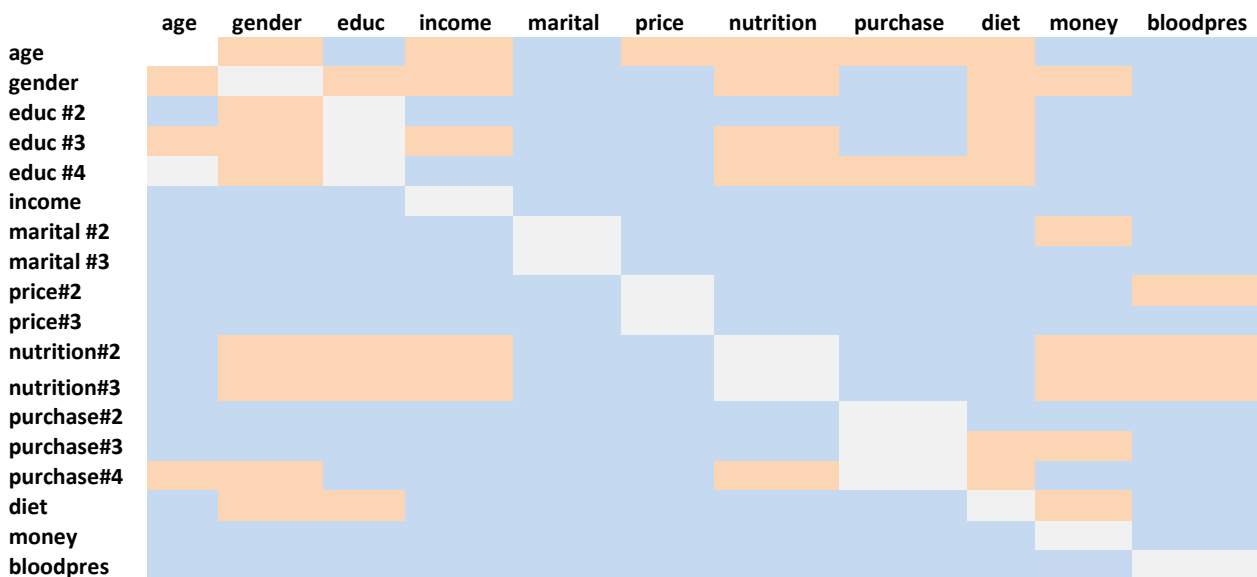 age gender educ income marital price nutrition purchase diet money bloodpres
age
gender
educ #2
educ #3
educ #4
income
marital #2
marital #3
price#2
price#3
nutrition#2
nutrition#3
purchase#2
purchase#3
purchase#4
diet
money
bloodpres